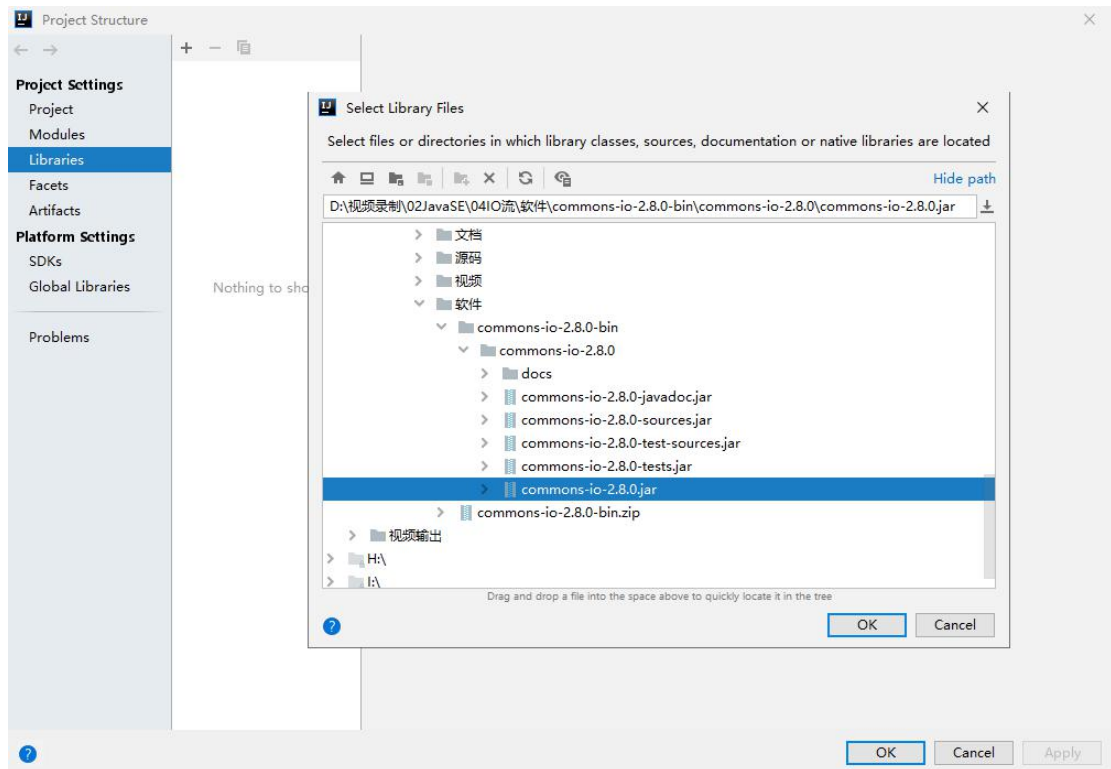 Project Structure
Project Settings
Project
Modules
Libraries
Facets
Artifacts
Platform Settings
SDKs
Global Libraries
Problems
Nothing to sho
Select Library Files
Select files or directories in which library classes, sources, documentation or native libraries are located
Hide path
D:\视频录制\02JavaSE\04IO流\软件\commons-io-2.8.0-bin\commons-io-2.8.0\commons-io-2.8.0.jar
文档
源码
视频
软件
commons-io-2.8.0-bin
commons-io-2.8.0
docs
commons-io-2.8.0-javadoc.jar
commons-io-2.8.0-sources.jar
commons-io-2.8.0-test-sources.jar
commons-io-2.8.0-tests.jar
commons-io-2.8.0.jar
commons-io-2.8.0-bin.zip
视频输出
H:\
I:\
Drag and drop a file into the space above to quickly locate it in the tree
OK Cancel
OK Cancel Apply